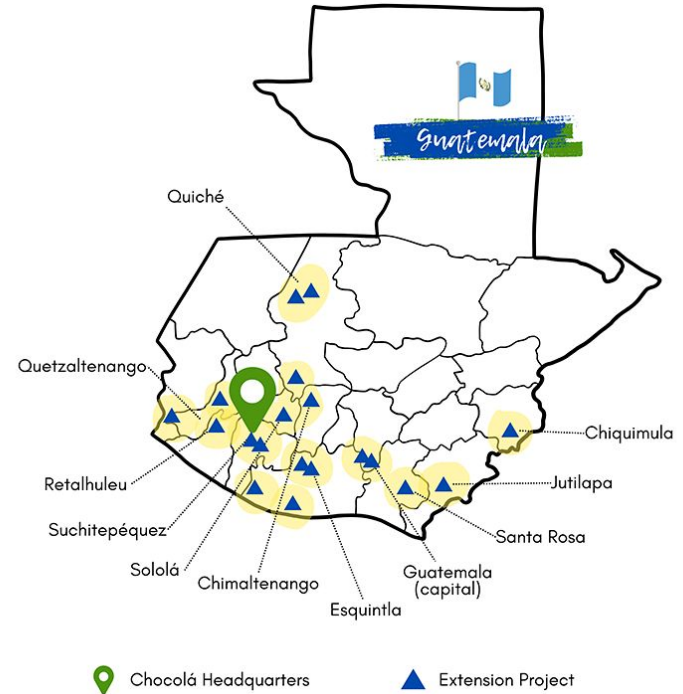 Guatemala
Quiché
Quetzaltenango
Chiquimula
Retalhuleu
Jutilapa
Suchitepéquez
Santa Rosa
Sololá
Chimaltenango
Guatemala
(capital)
Esquintla
Chocolá Headquarters
Extension Project